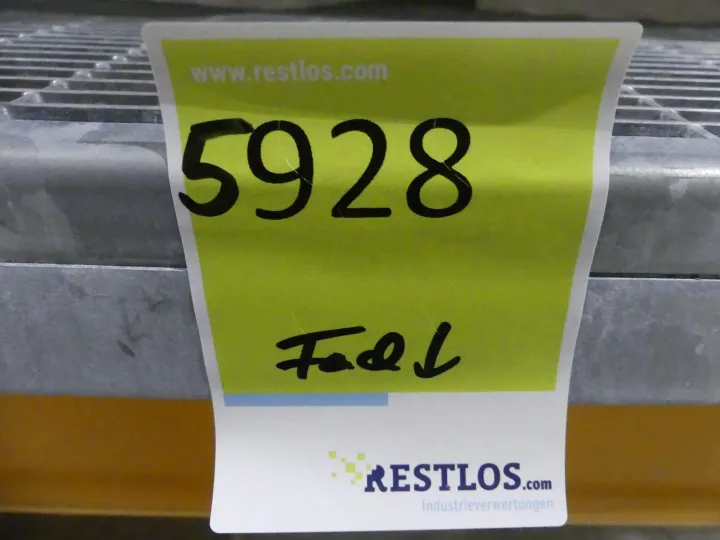 www.restlos.com
5928
Fach ↓
RESTLOS.com
Industrieverwertungen